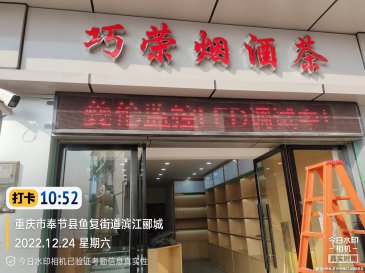 巧荣烟酒茶
打卡 10:52
重庆市奉节县鱼复街道滨江郦城
2022.12.24 星期六
今日水印相机已验证考勤信息真实性
今日水印
相机
真实时间